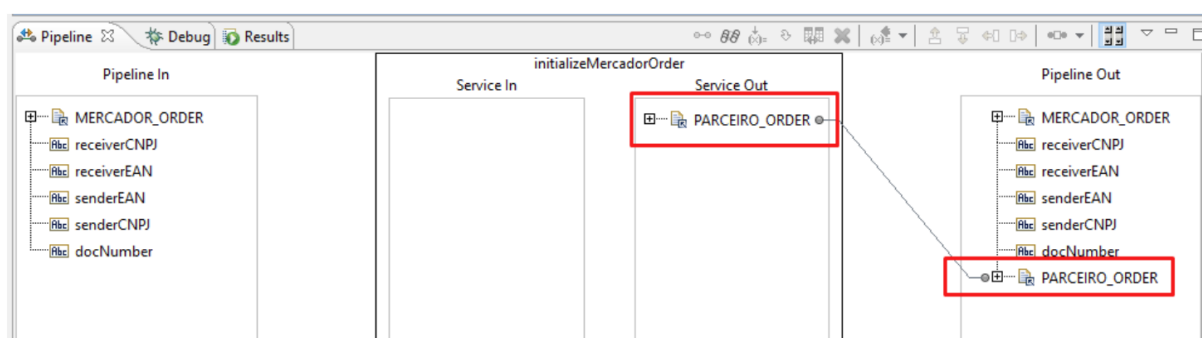 Pipeline Debug Results
initializeMercadorOrder
Pipeline In Service In Service Out Pipeline Out
MERCADOR_ORDER
receiverCNPJ
receiverEAN
senderEAN
senderCNPJ
docNumber
PARCEIRO_ORDER
MERCADOR_ORDER
receiverCNPJ
receiverEAN
senderEAN
senderCNPJ
docNumber
PARCEIRO_ORDER